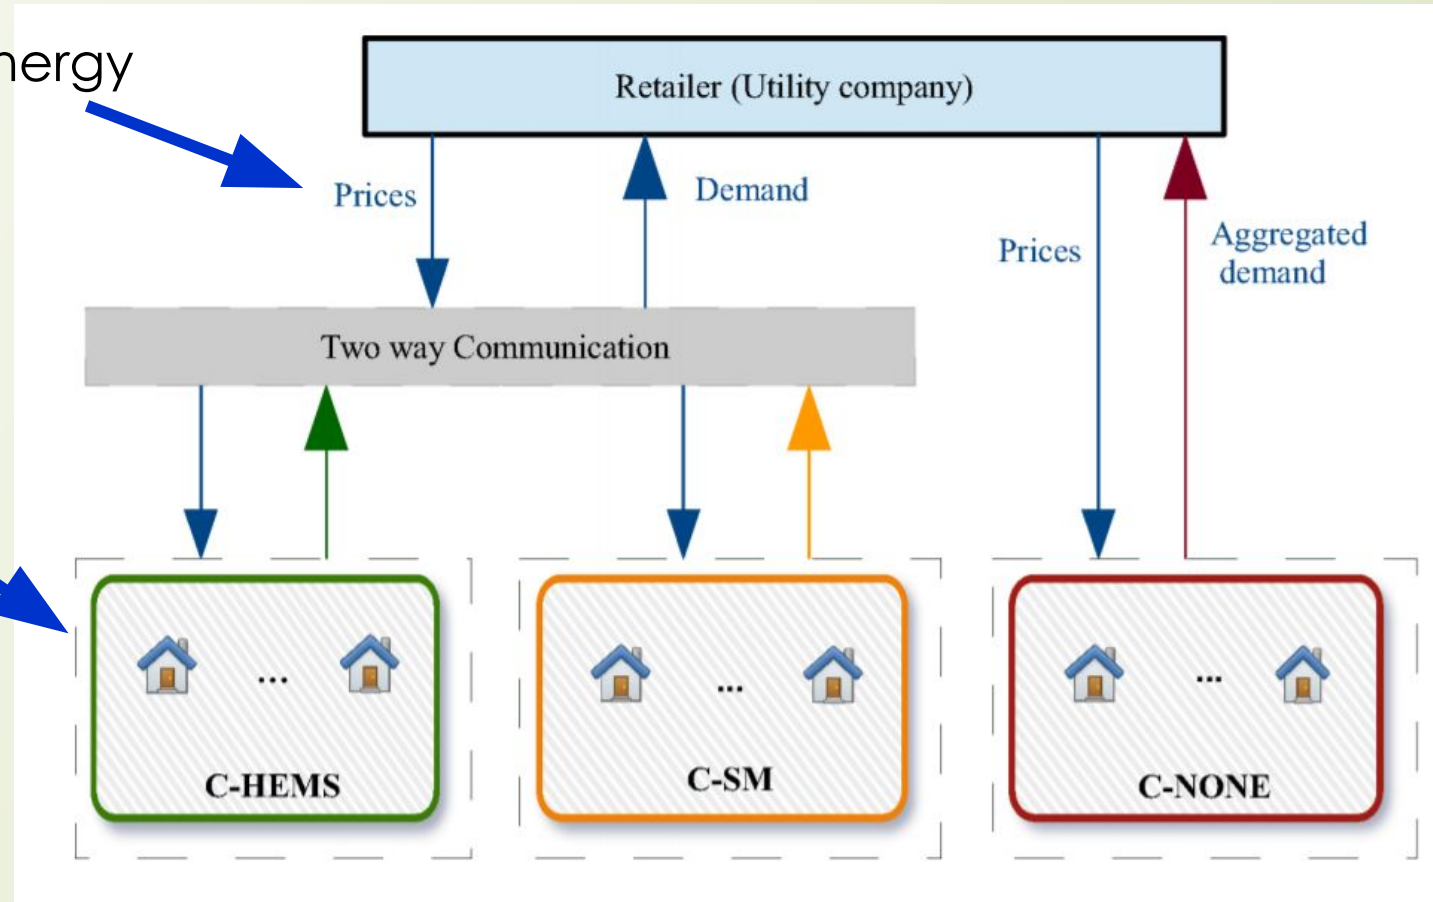 nergy
Retailer (Utility company)
Prices
Demand
Prices
Aggregated
demand
Two way Communication
...
...
...
C-HEMS
C-SM
C-NONE